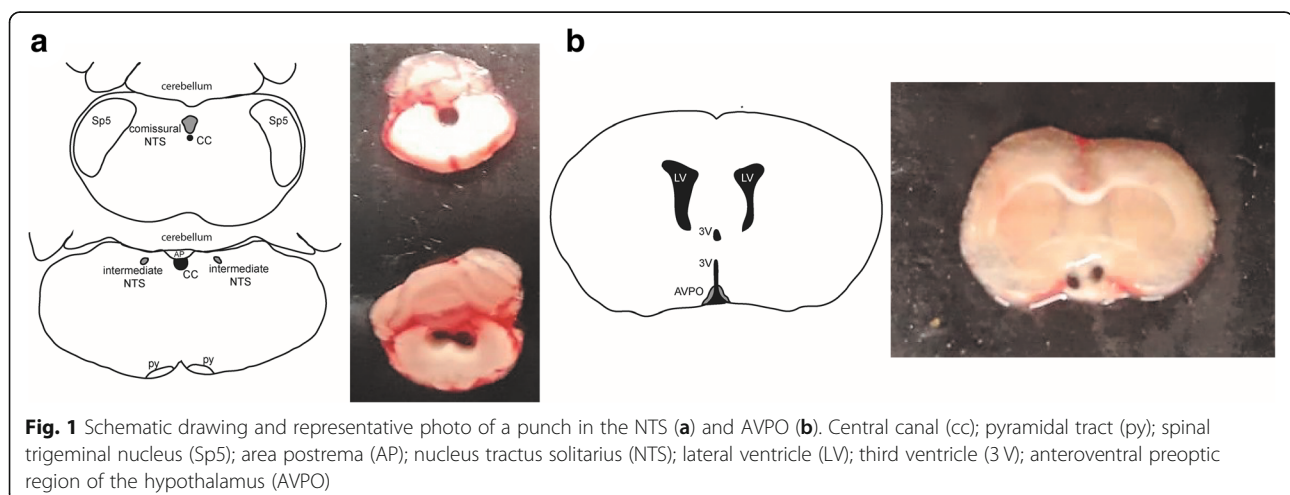 a
cerebellum
Sp5
Sp5
comissural
NTS
CC
cerebellum
AP
intermediate
NTS
CC
intermediate
NTS
py
py
b
LV
LV
3V
3V
AVPO
Fig. 1 Schematic drawing and representative photo of a punch in the NTS (a) and AVPO (b). Central canal (cc); pyramidal tract (py); spinal
trigeminal nucleus (Sp5); area postrema (AP); nucleus tractus solitarius (NTS); lateral ventricle (LV); third ventricle (3 V); anteroventral preoptic
region of the hypothalamus (AVPO)